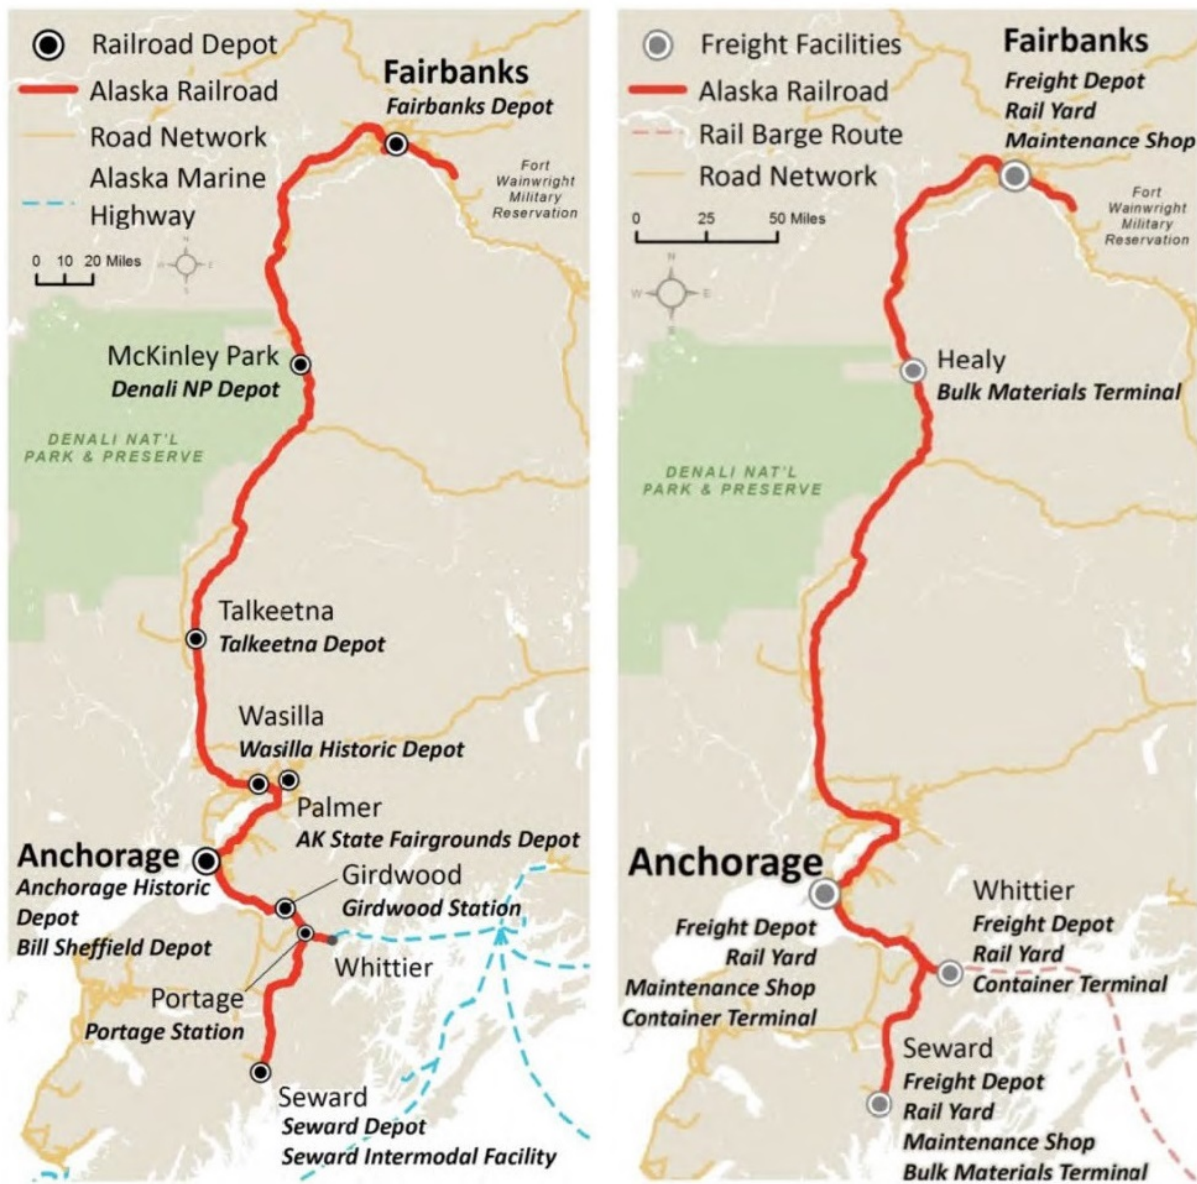 Railroad Depot
Alaska Railroad
Road Network
Alaska Marine
Highway
N
W
E
S
0 10 20 Miles
Fairbanks
Fairbanks Depot
Fort
Wainwright
Military
Reservation
McKinley Park
Denali NP Depot
DENALI NAT'L
PARK & PRESERVE
Talkeetna
Talkeetna Depot
Wasilla
Wasilla Historic Depot
Palmer
AK State Fairgrounds Depot
Anchorage
Anchorage Historic
Depot
Bill Sheffield Depot
Girdwood
Girdwood Station
Whittier
Portage
Portage Station
Seward
Seward Depot
Seward Intermodal Facility
Freight Facilities
Alaska Railroad
Rail Barge Route
Road Network
0 25 50 Miles
N
W
E
S
Fairbanks
Freight Depot
Rail Yard
Maintenance Shop
Fort
Wainwright
Military
Reservation
Healy
Bulk Materials Terminal
DENALI NAT'L
PARK & PRESERVE
Anchorage
Freight Depot
Rail Yard
Maintenance Shop
Container Terminal
Whittier
Freight Depot
Rail Yard
Container Terminal
Seward
Freight Depot
Rail Yard
Maintenance Shop
Bulk Materials Terminal